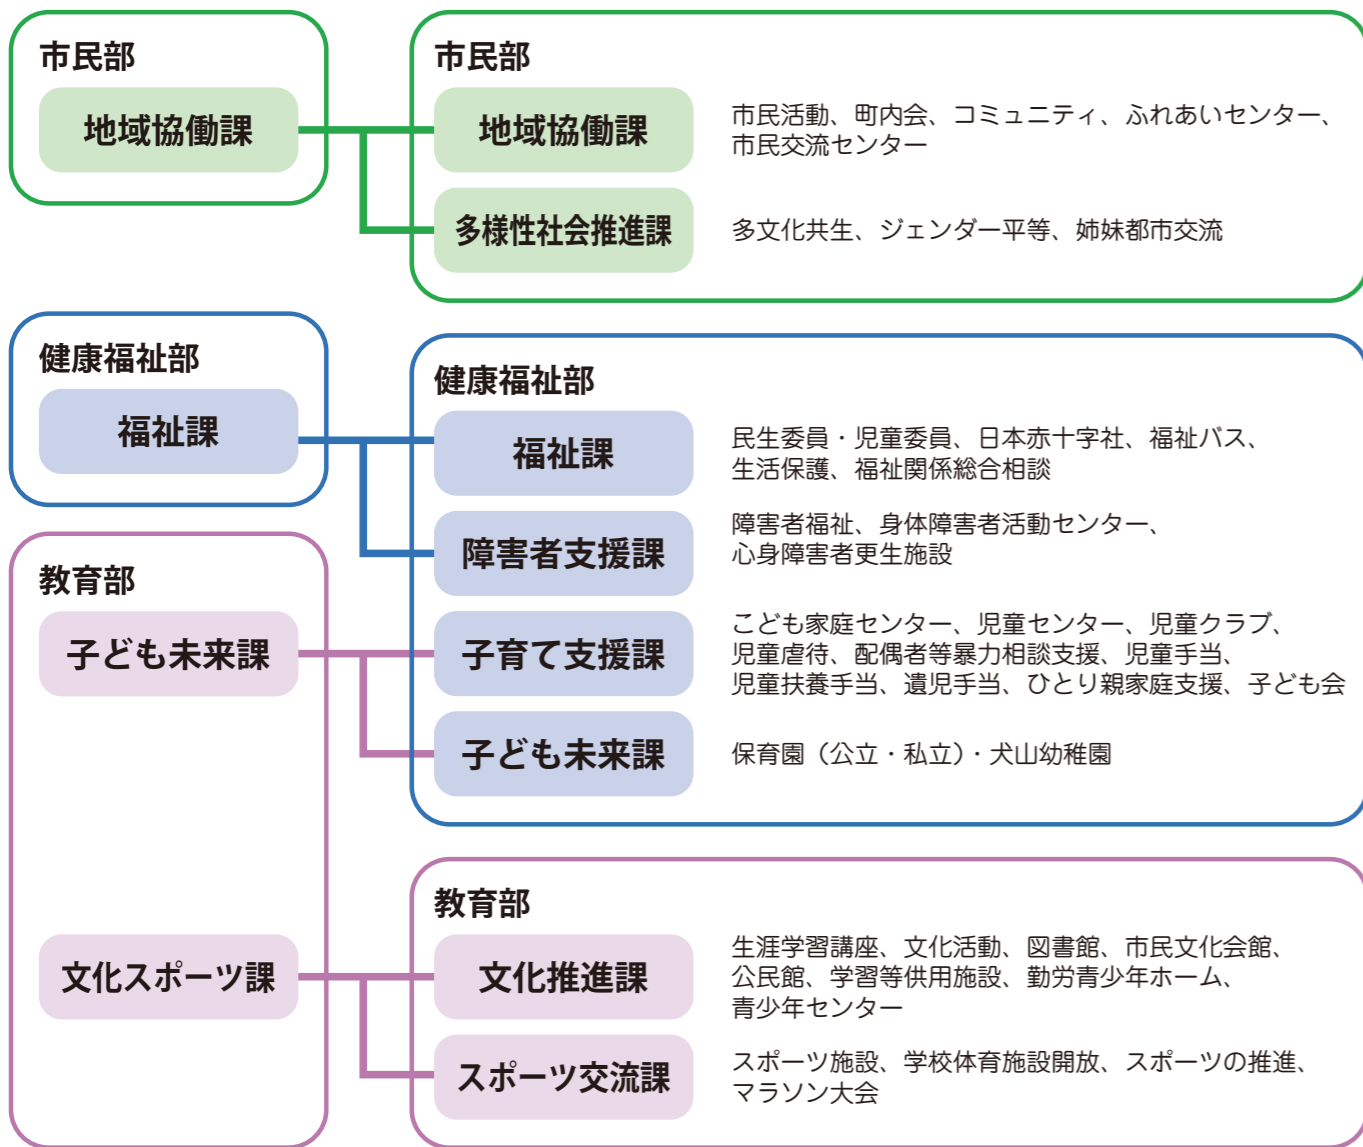 市民部
地域協働課
市民部
地域協働課
市民活動、町内会、コミュニティ、ふれあいセンター、
市民交流センター
多様性社会推進課
多文化共生、ジェンダー平等、姉妹都市交流
健康福祉部
福祉課
健康福祉部
福祉課
民生委員・児童委員、日本赤十字社、福祉バス、
生活保護、福祉関係総合相談
障害者支援課
障害者福祉、身体障害者活動センター、
心身障害者更生施設
教育部
子ども未来課
子育て支援課
こども家庭センター、児童センター、児童クラブ、
児童虐待、配偶者等暴力相談支援、児童手当、
児童扶養手当、遺児手当、ひとり親家庭支援、子ども会
子ども未来課
保育園（公立・私立）・犬山幼稚園
文化スポーツ課
教育部
文化推進課
生涯学習講座、文化活動、図書館、市民文化会館、
公民館、学習等供用施設、勤労青少年ホーム、
青少年センター
スポーツ交流課
スポーツ施設、学校体育施設開放、スポーツの推進、
マラソン大会